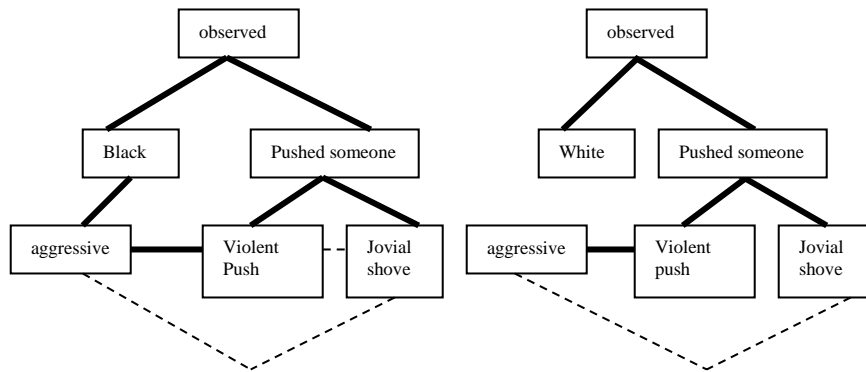 observed
Black
Pushed someone
aggressive
Violent
Push
Jovial
shove
observed
White
Pushed someone
aggressive
Violent
push
Jovial
shove